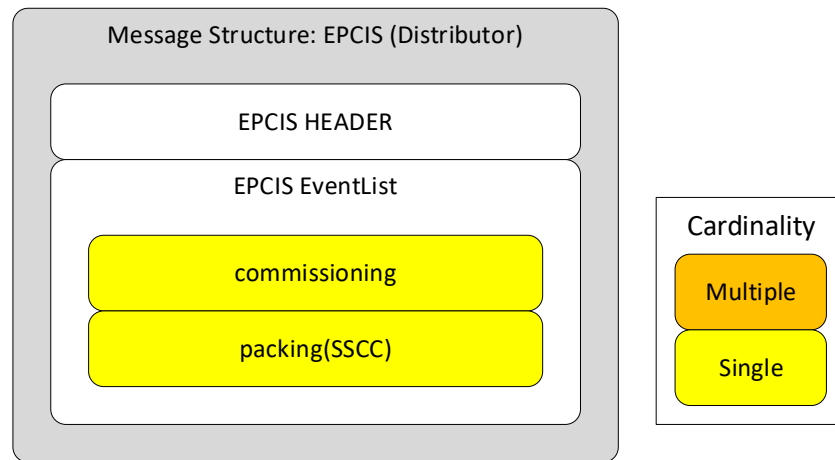 Message Structure: EPCIS (Distributor)
EPCIS HEADER
EPCIS EventList
commissioning
packing(SSCC)
Cardinality
Multiple
Single